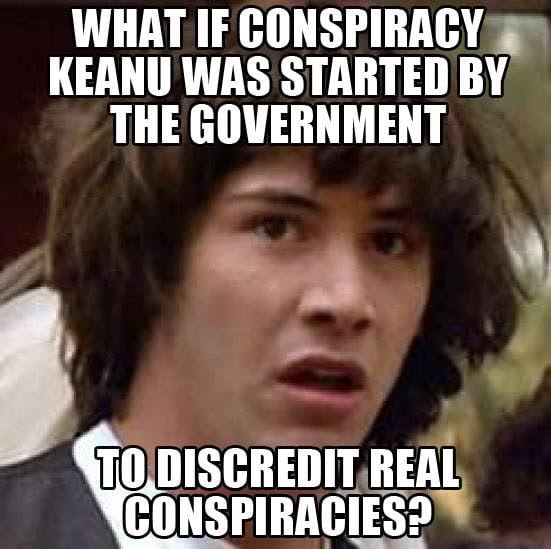 WHAT IF CONSPIRACY
KEANU WAS STARTED BY
THE GOVERNMENT
TO DISCREDIT REAL
CONSPIRACIES?